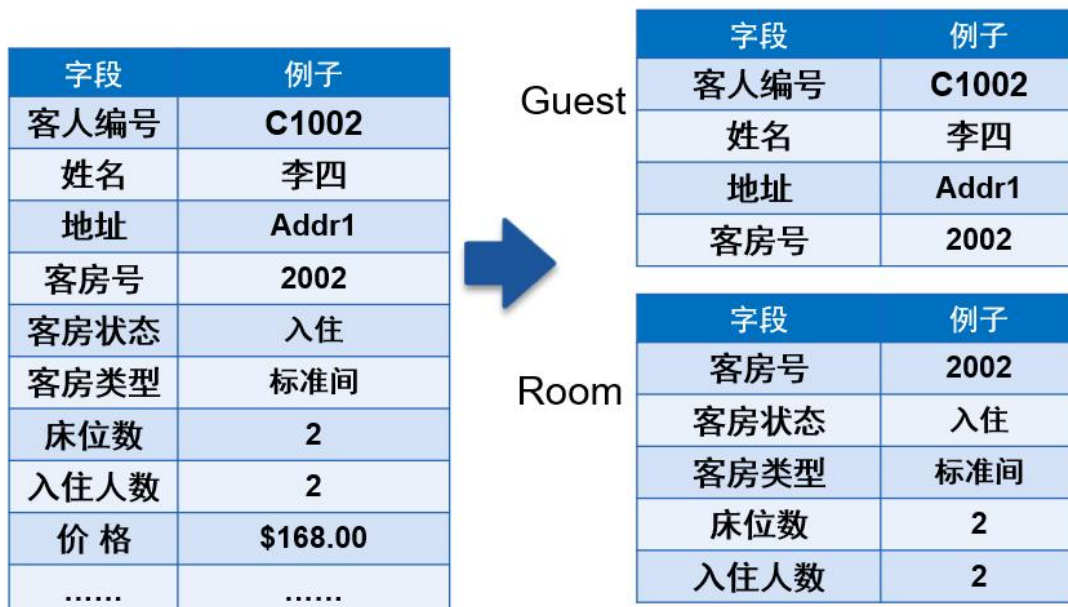 字段 例子
客人编号 C1002
姓名 李四
地址 Addr1
客房号 2002
客房状态 入住
客房类型 标准间
床位数 2
入住人数 2
价 格 $168.00
...... ......
Guest
字段 例子
客人编号 C1002
姓名 李四
地址 Addr1
客房号 2002
Room
字段 例子
客房号 2002
客房状态 入住
客房类型 标准间
床位数 2
入住人数 2